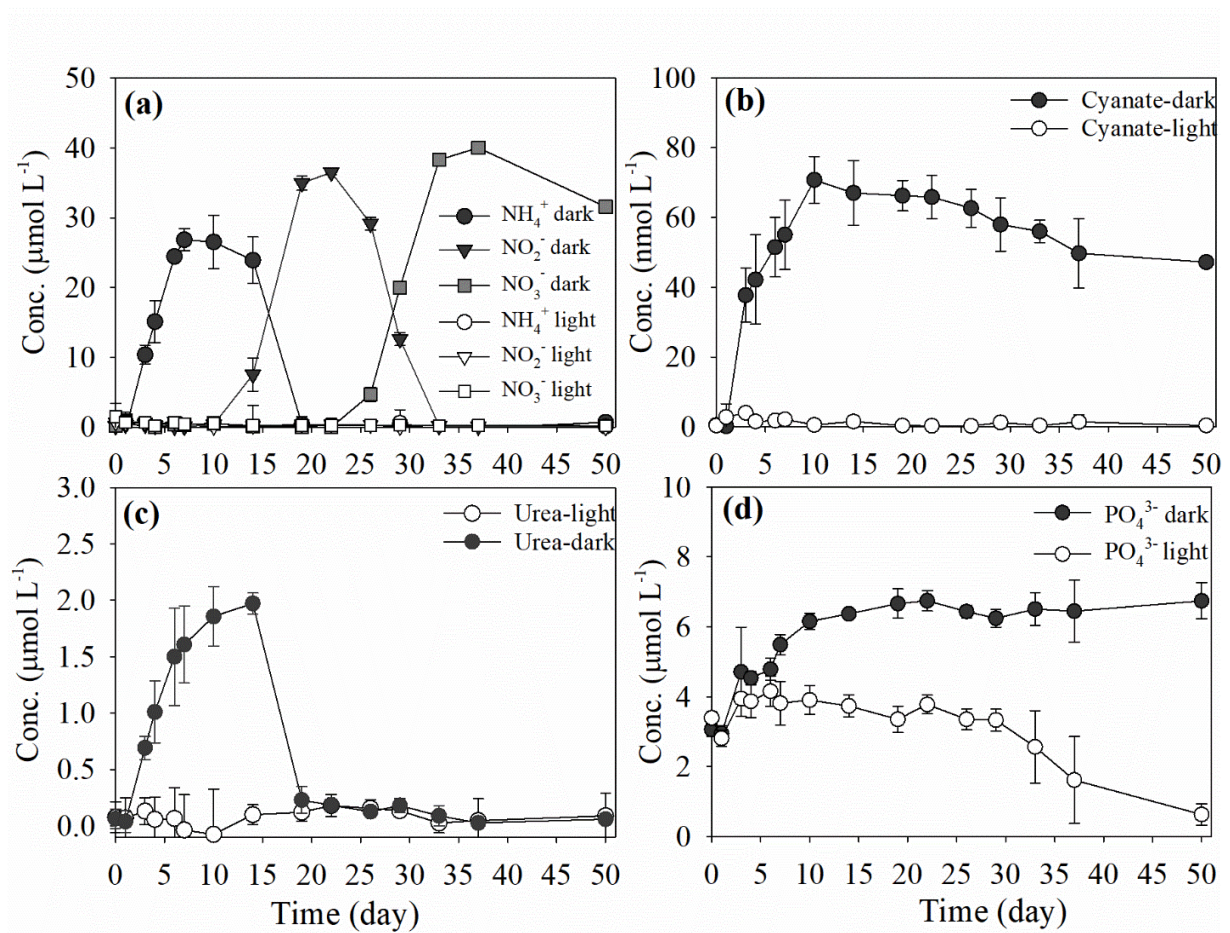 (a)
50
40
30
20
10
0
Conc. (μmol L⁻¹)
NH₄⁺ dark
NO₂⁻ dark
NO₃⁻ dark
NH₄⁺ light
NO₂⁻ light
NO₃⁻ light
0 5 10 15 20 25 30 35 40 45 50
(b)
100
80
60
40
20
0
Conc. (nmol L⁻¹)
Cyanate-dark
Cyanate-light
0 5 10 15 20 25 30 35 40 45 50
(c)
3.0
2.5
2.0
1.5
1.0
0.5
0.0
Conc. (μmol L⁻¹)
Urea-light
Urea-dark
0 5 10 15 20 25 30 35 40 45 50
Time (day)
(d)
10
8
6
4
2
0
Conc. (μmol L⁻¹)
PO₄³⁻ dark
PO₄³⁻ light
0 5 10 15 20 25 30 35 40 45 50
Time (day)